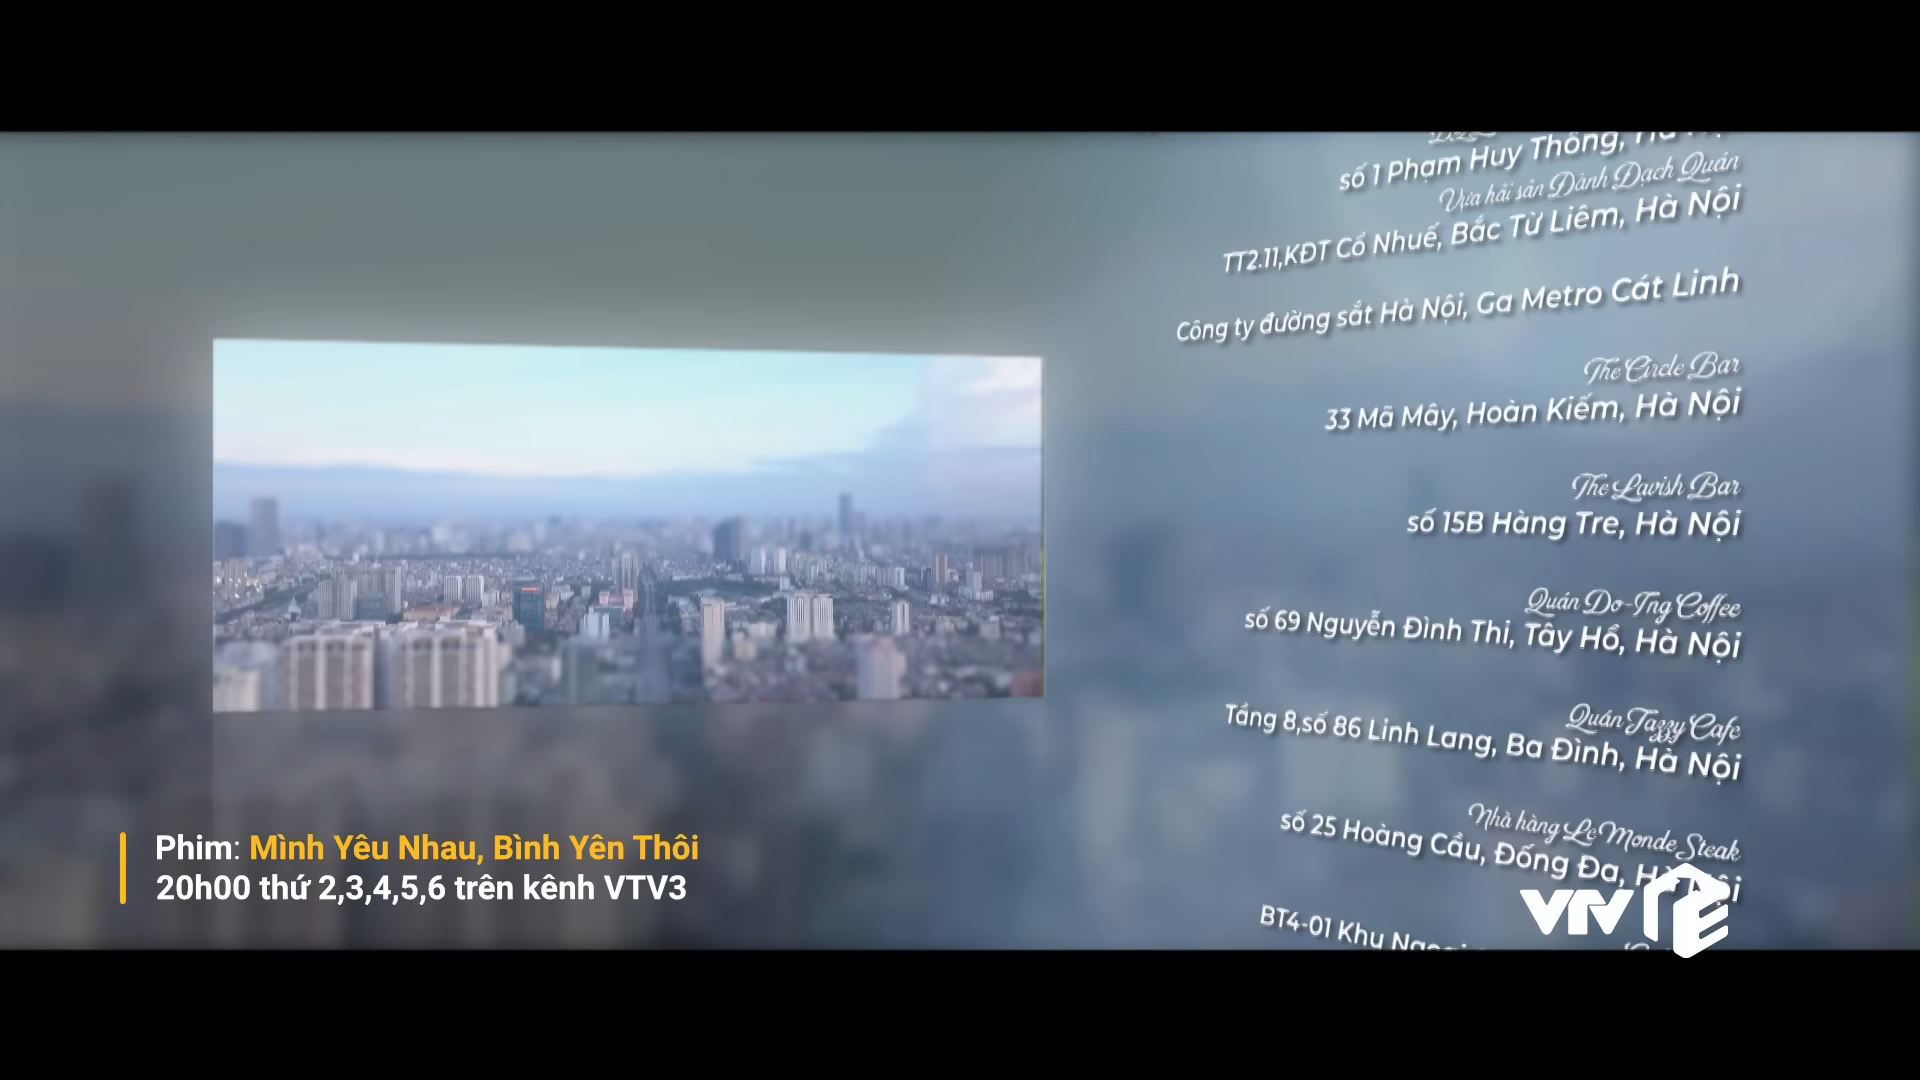 số 1 Phạm Huy Thông,
Vựa hải sản Dành Dạch Quán
TT2.11,KĐT Cổ Nhuế, Bắc Từ Liêm, Hà Nội
Công ty đường sắt Hà Nội, Ga Metro Cát Linh
The Circle Bar
33 Mã Mây, Hoàn Kiếm, Hà Nội
The Lavish Bar
số 15B Hàng Tre, Hà Nội
Quán Do-Ing Coffee
số 69 Nguyễn Đình Thi, Tây Hồ, Hà Nội
Quán Jazzy Cafe
Tầng 8,số 86 Linh Lang, Ba Đình, Hà Nội
Nhà hàng Le Monde Steak
số 25 Hoàng Cầu, Đống Đa, Hà Nội
BT4-01 Khu
Phim: Mình Yêu Nhau, Bình Yên Thôi
20h00 thứ 2,3,4,5,6 trên kênh VTV3
VTV